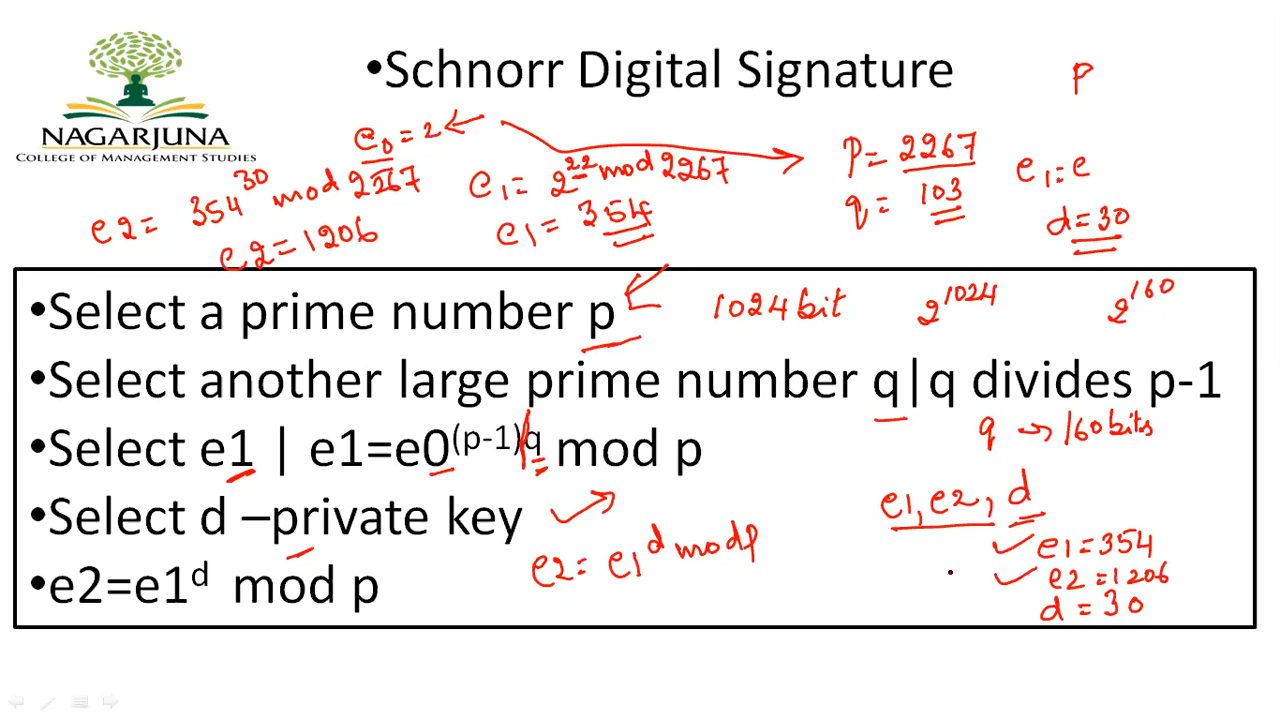 •Schnorr Digital Signature
NAGARJUNA
COLLEGE OF MANAGEMENT STUDIES
P
e0 = 2
e2 = 354^30 mod 2267
e2 = 1206
e1 = 2^22 mod 2267
e1 = 354
P = 2267
q = 103
e1 = e
d = 30
•Select a prime number p
1024 bit 2^1024 2^160
•Select another large prime number q|q divides p-1
q → 160 bits
•Select e1 | e1=e0^(p-1)|q mod p
•Select d –private key
e1, e2, d
e2 = e1^d mod p
e1 = 354
e2 = 1206
d = 30
•e2=e1^d mod p